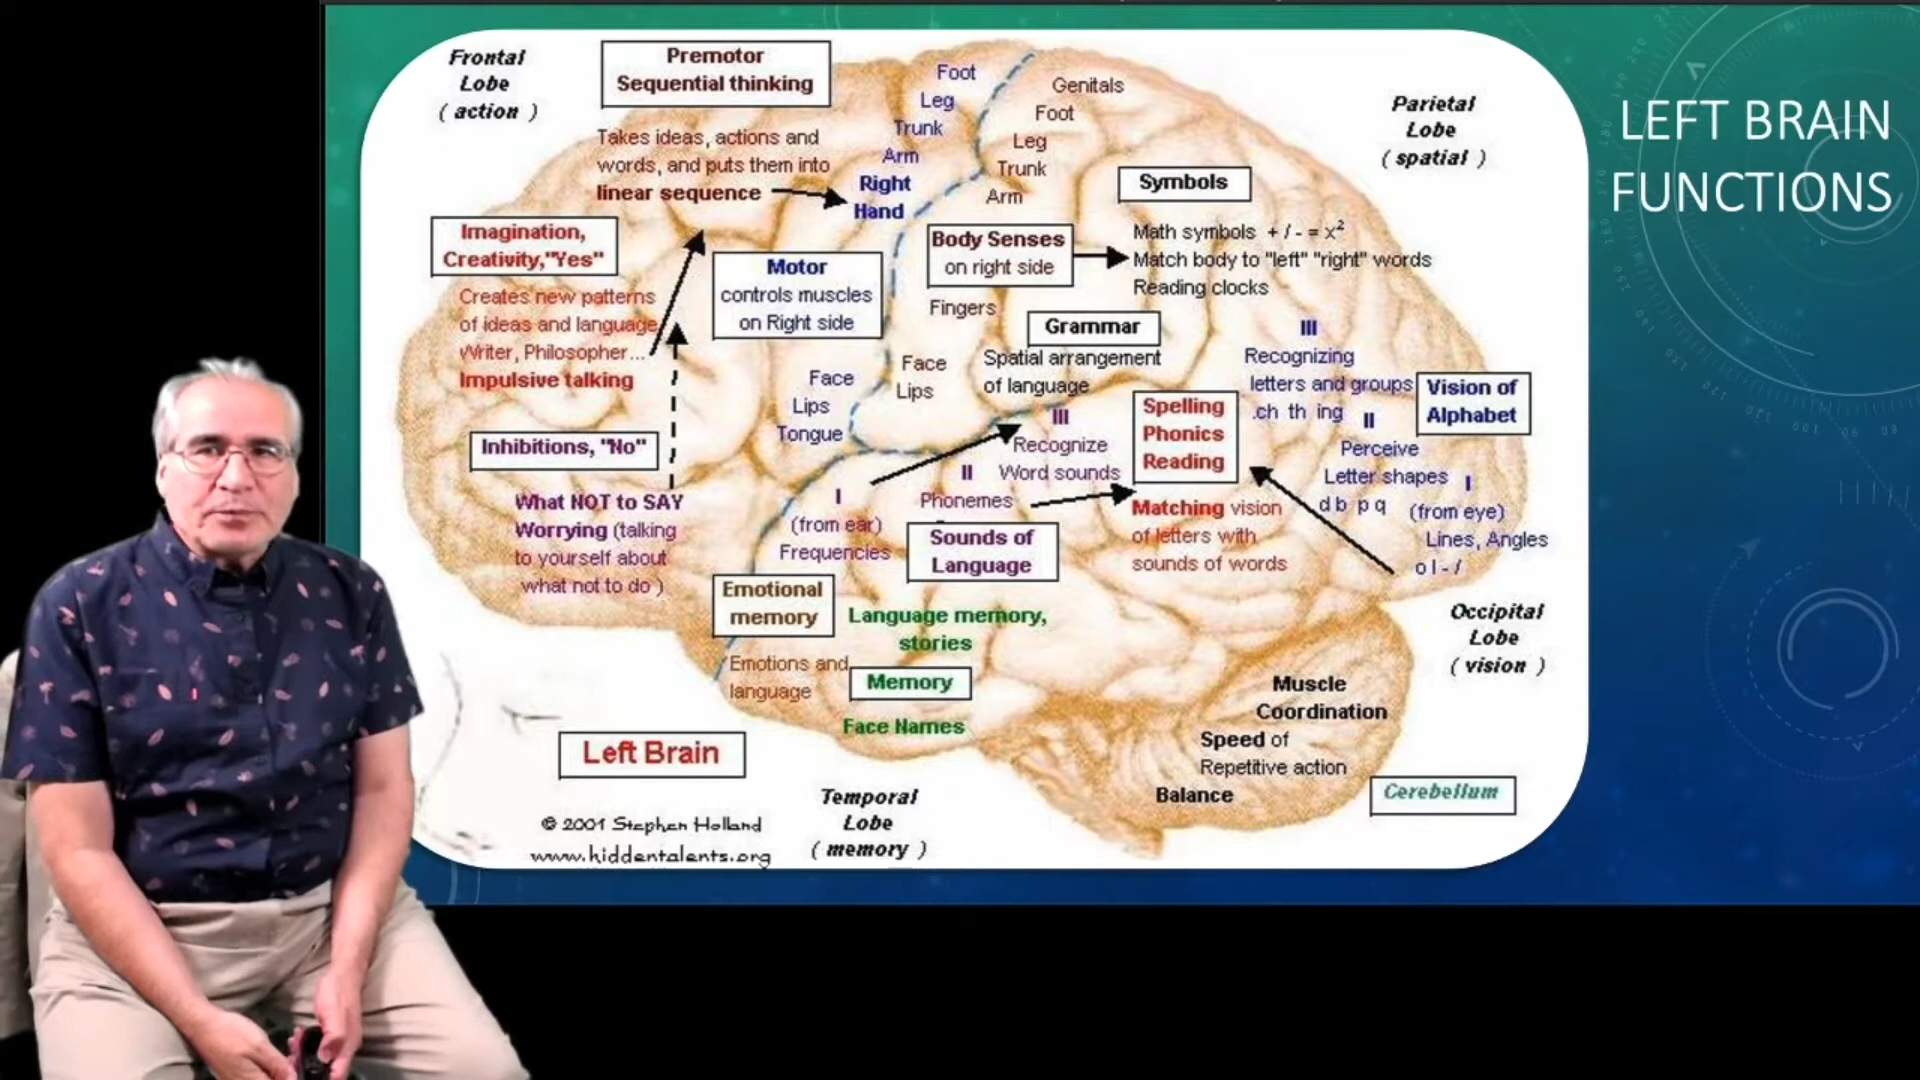 LEFT BRAIN
FUNCTIONS
Frontal
Lobe
( action )
Premotor
Sequential thinking
Takes ideas, actions and
words, and puts them into
linear sequence
Foot
Leg
Trunk
Arm
Right
Hand
Genitals
Foot
Leg
Trunk
Arm
Parietal
Lobe
( spatial )
Symbols
Math symbols + / - = x²
Match body to "left" "right" words
Reading clocks
Imagination,
Creativity,"Yes"
Creates new patterns
of ideas and language
Writer, Philosopher...
Impulsive talking
Motor
controls muscles
on Right side
Body Senses
on right side
Fingers
Grammar
Spatial arrangement
of language
Face
Lips
Face
Lips
Tongue
III
Recognizing
letters and groups
.ch th ing
Vision of
Alphabet
II
Perceive
Letter shapes
d b p q
I
(from eye)
Lines, Angles
o l - /
Inhibitions, "No"
What NOT to SAY
Worrying (talking
to yourself about
what not to do )
III
Recognize
Word sounds
II
Phonemes
I
(from ear)
Frequencies
Sounds of
Language
Spelling
Phonics
Reading
Matching vision
of letters with
sounds of words
Emotional
memory
Emotions and
language
Language memory,
stories
Memory
Face Names
Occipital
Lobe
( vision )
Muscle
Coordination
Speed of
Repetitive action
Balance
Cerebellum
Left Brain
Temporal
Lobe
( memory )
© 2001 Stephen Holland
www.hiddentalents.org